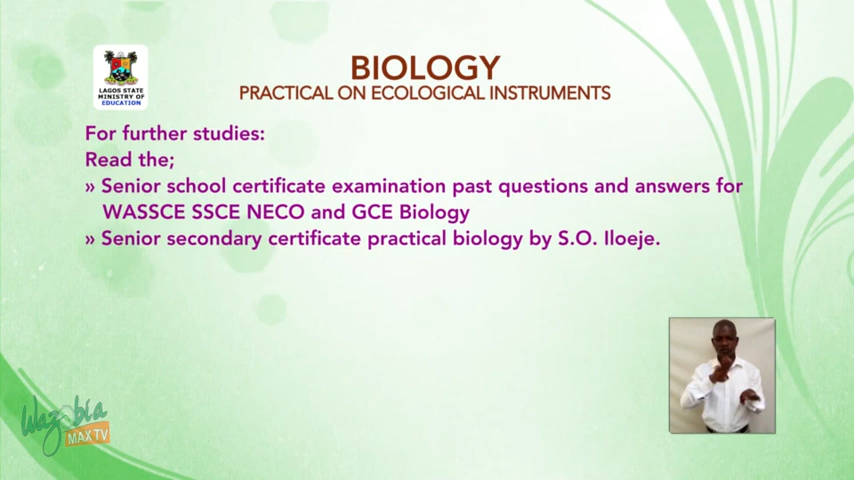 LAGOS STATE
MINISTRY OF
EDUCATION
BIOLOGY
PRACTICAL ON ECOLOGICAL INSTRUMENTS
For further studies:
Read the;
» Senior school certificate examination past questions and answers for
WASSCE SSCE NECO and GCE Biology
» Senior secondary certificate practical biology by S.O. Iloeje.
Wazobia
MAX TV